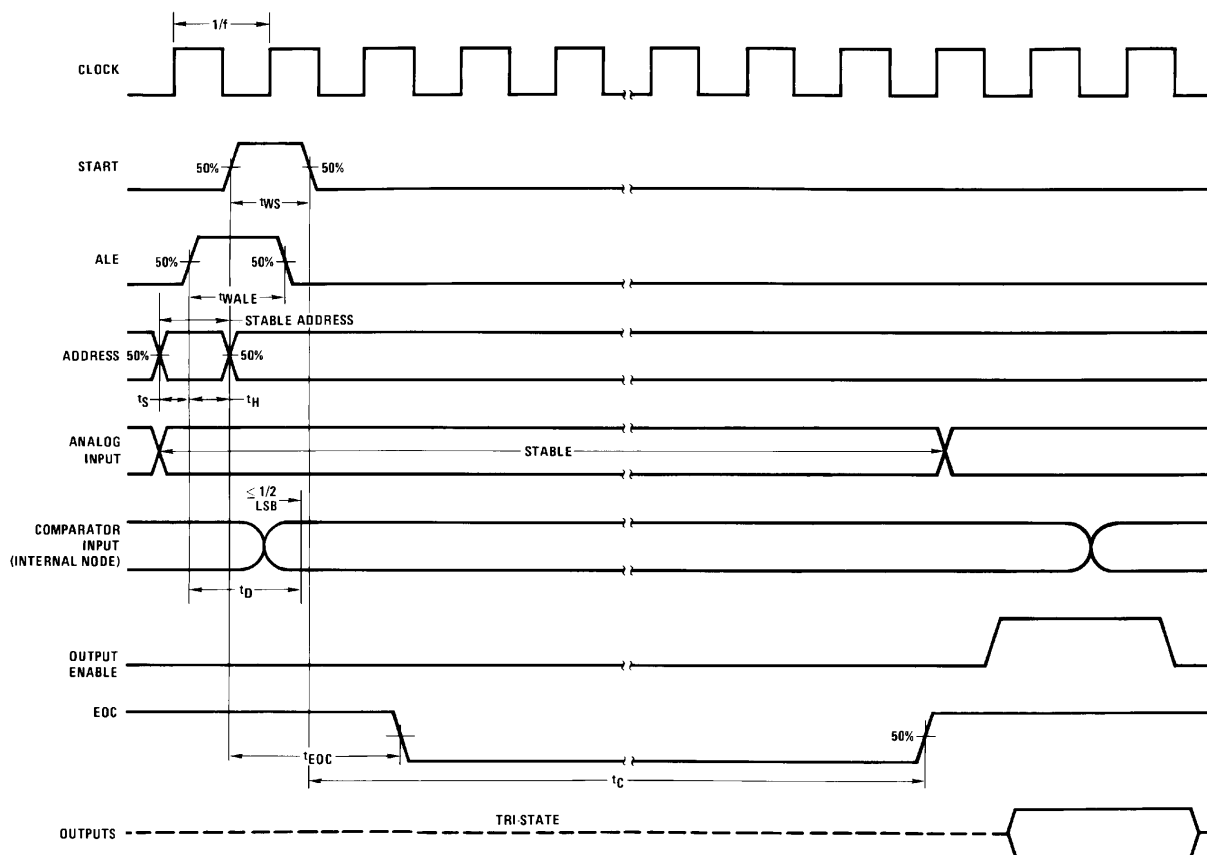 1/f
CLOCK
START
50%
50%
tWS
ALE
50%
50%
tWALE
STABLE ADDRESS
ADDRESS
50%
50%
tS
tH
ANALOG
INPUT
STABLE
≤ 1/2
LSB
COMPARATOR
INPUT
(INTERNAL NODE)
tD
OUTPUT
ENABLE
EOC
50%
tEOC
tC
TRI-STATE
OUTPUTS